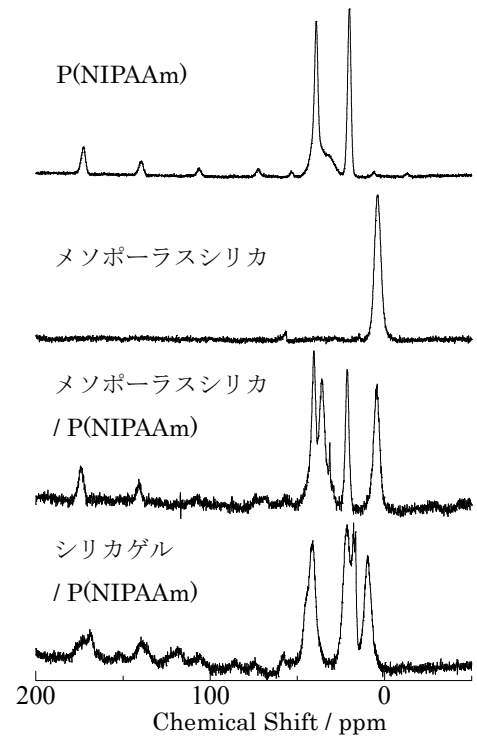 P(NIPAAm)
メソポーラスシリカ
メソポーラスシリカ
/ P(NIPAAm)
シリカゲル
/ P(NIPAAm)
200 100 0
Chemical Shift / ppm